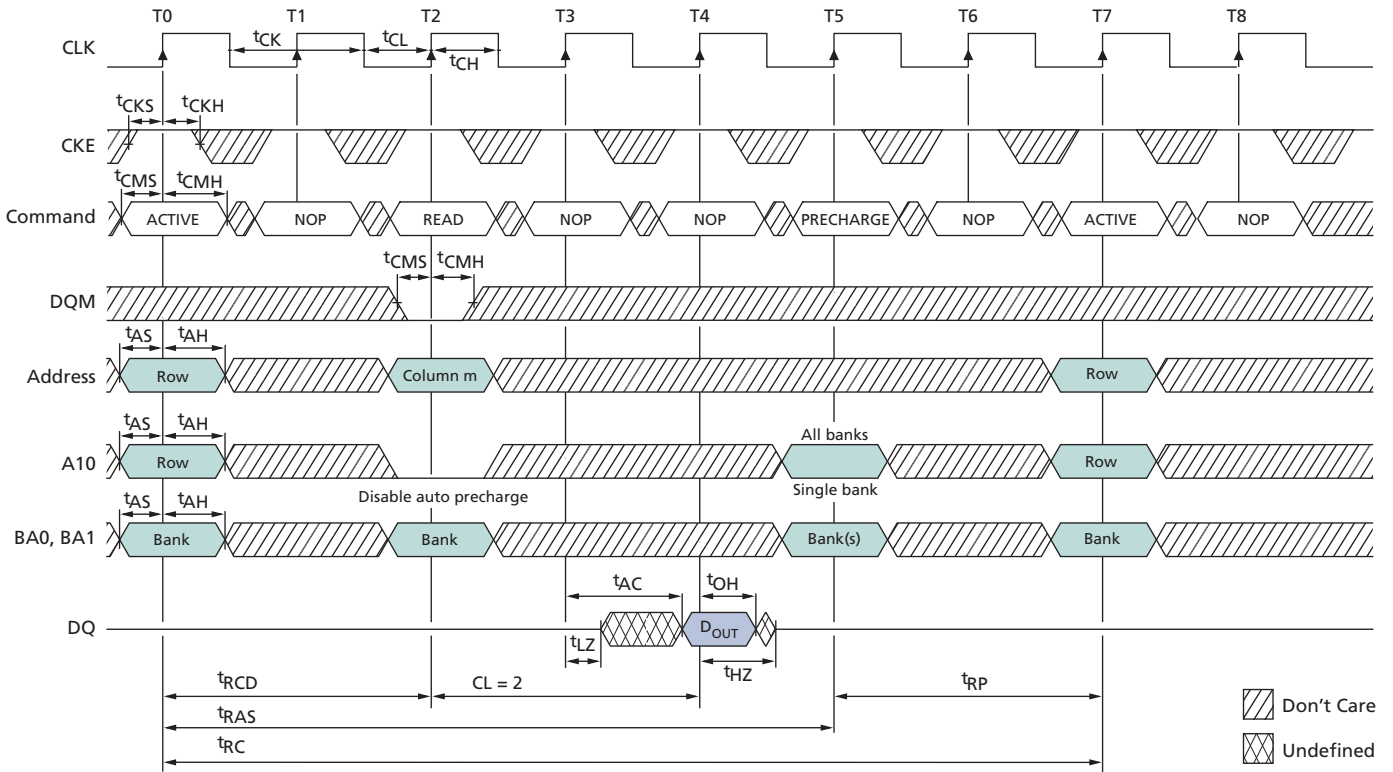 T0 T1 T2 T3 T4 T5 T6 T7 T8
CLK
tCK tCL
tCH
tCKS tCKH
CKE
tCMS tCMH
Command ACTIVE NOP READ NOP NOP PRECHARGE NOP ACTIVE NOP
tCMS tCMH
DQM
tAS tAH
Address Row Column m Row
tAS tAH
All banks
A10 Row Row
Disable auto precharge Single bank
tAS tAH
BA0, BA1 Bank Bank Bank(s) Bank
tAC tOH
DQ DOUT
tLZ tHZ
tRCD CL = 2 tRP
tRAS
tRC
Don't Care
Undefined